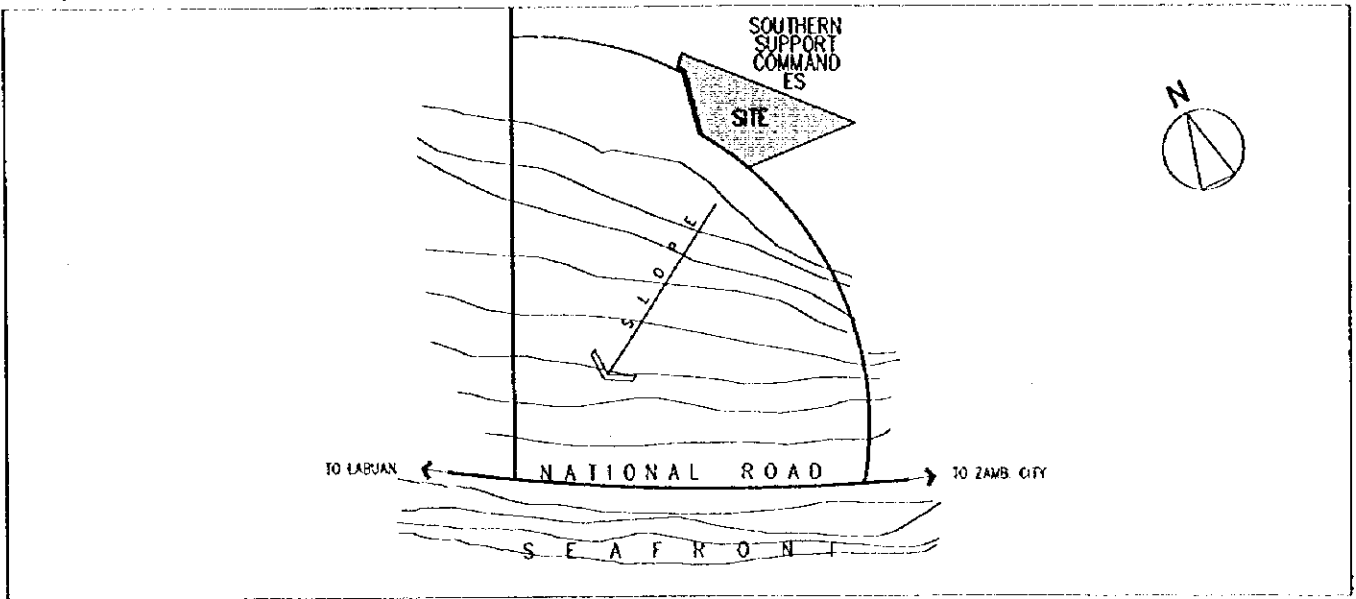 SOUTHERN
SUPPORT
COMMAND
ES
SITE
N
SLOPE
TO LABUAN
NATIONAL ROAD
TO ZAMB. CITY
SEAFRONT